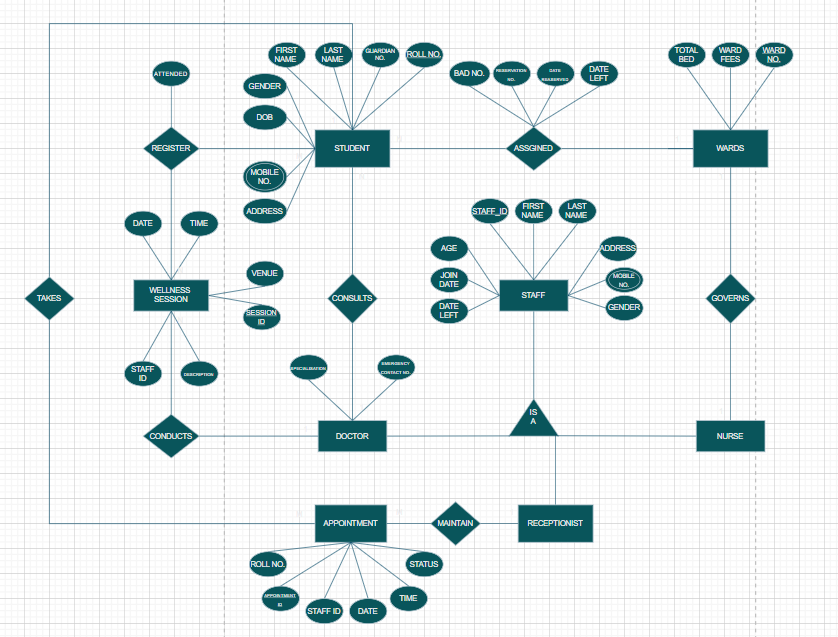 FIRST
NAME
LAST
NAME
GUARDIAN
NO.
ROLL NO.
TOTAL
BED
WARD
FEES
WARD
NO.
ATTENDED
BAD NO.
RESERVATION
NO.
DATE
REASERVED
DATE
LEFT
GENDER
DOB
REGISTER
STUDENT
ASSGINED
WARDS
MOBILE
NO.
ADDRESS
STAFF_ID
FIRST
NAME
LAST
NAME
DATE
TIME
AGE
ADDRESS
VENUE
JOIN
DATE
MOBILE
NO.
TAKES
WELLNESS
SESSION
CONSULTS
STAFF
GOVERNS
SESSION
ID
DATE
LEFT
GENDER
STAFF
ID
DESCRIPTION
SPECIALISATION
EMERGENCY
CONTACT NO.
IS
A
CONDUCTS
DOCTOR
NURSE
APPOINTMENT
MAINTAIN
RECEPTIONIST
ROLL NO.
STATUS
APPOINTMENT
ID
STAFF ID
DATE
TIME